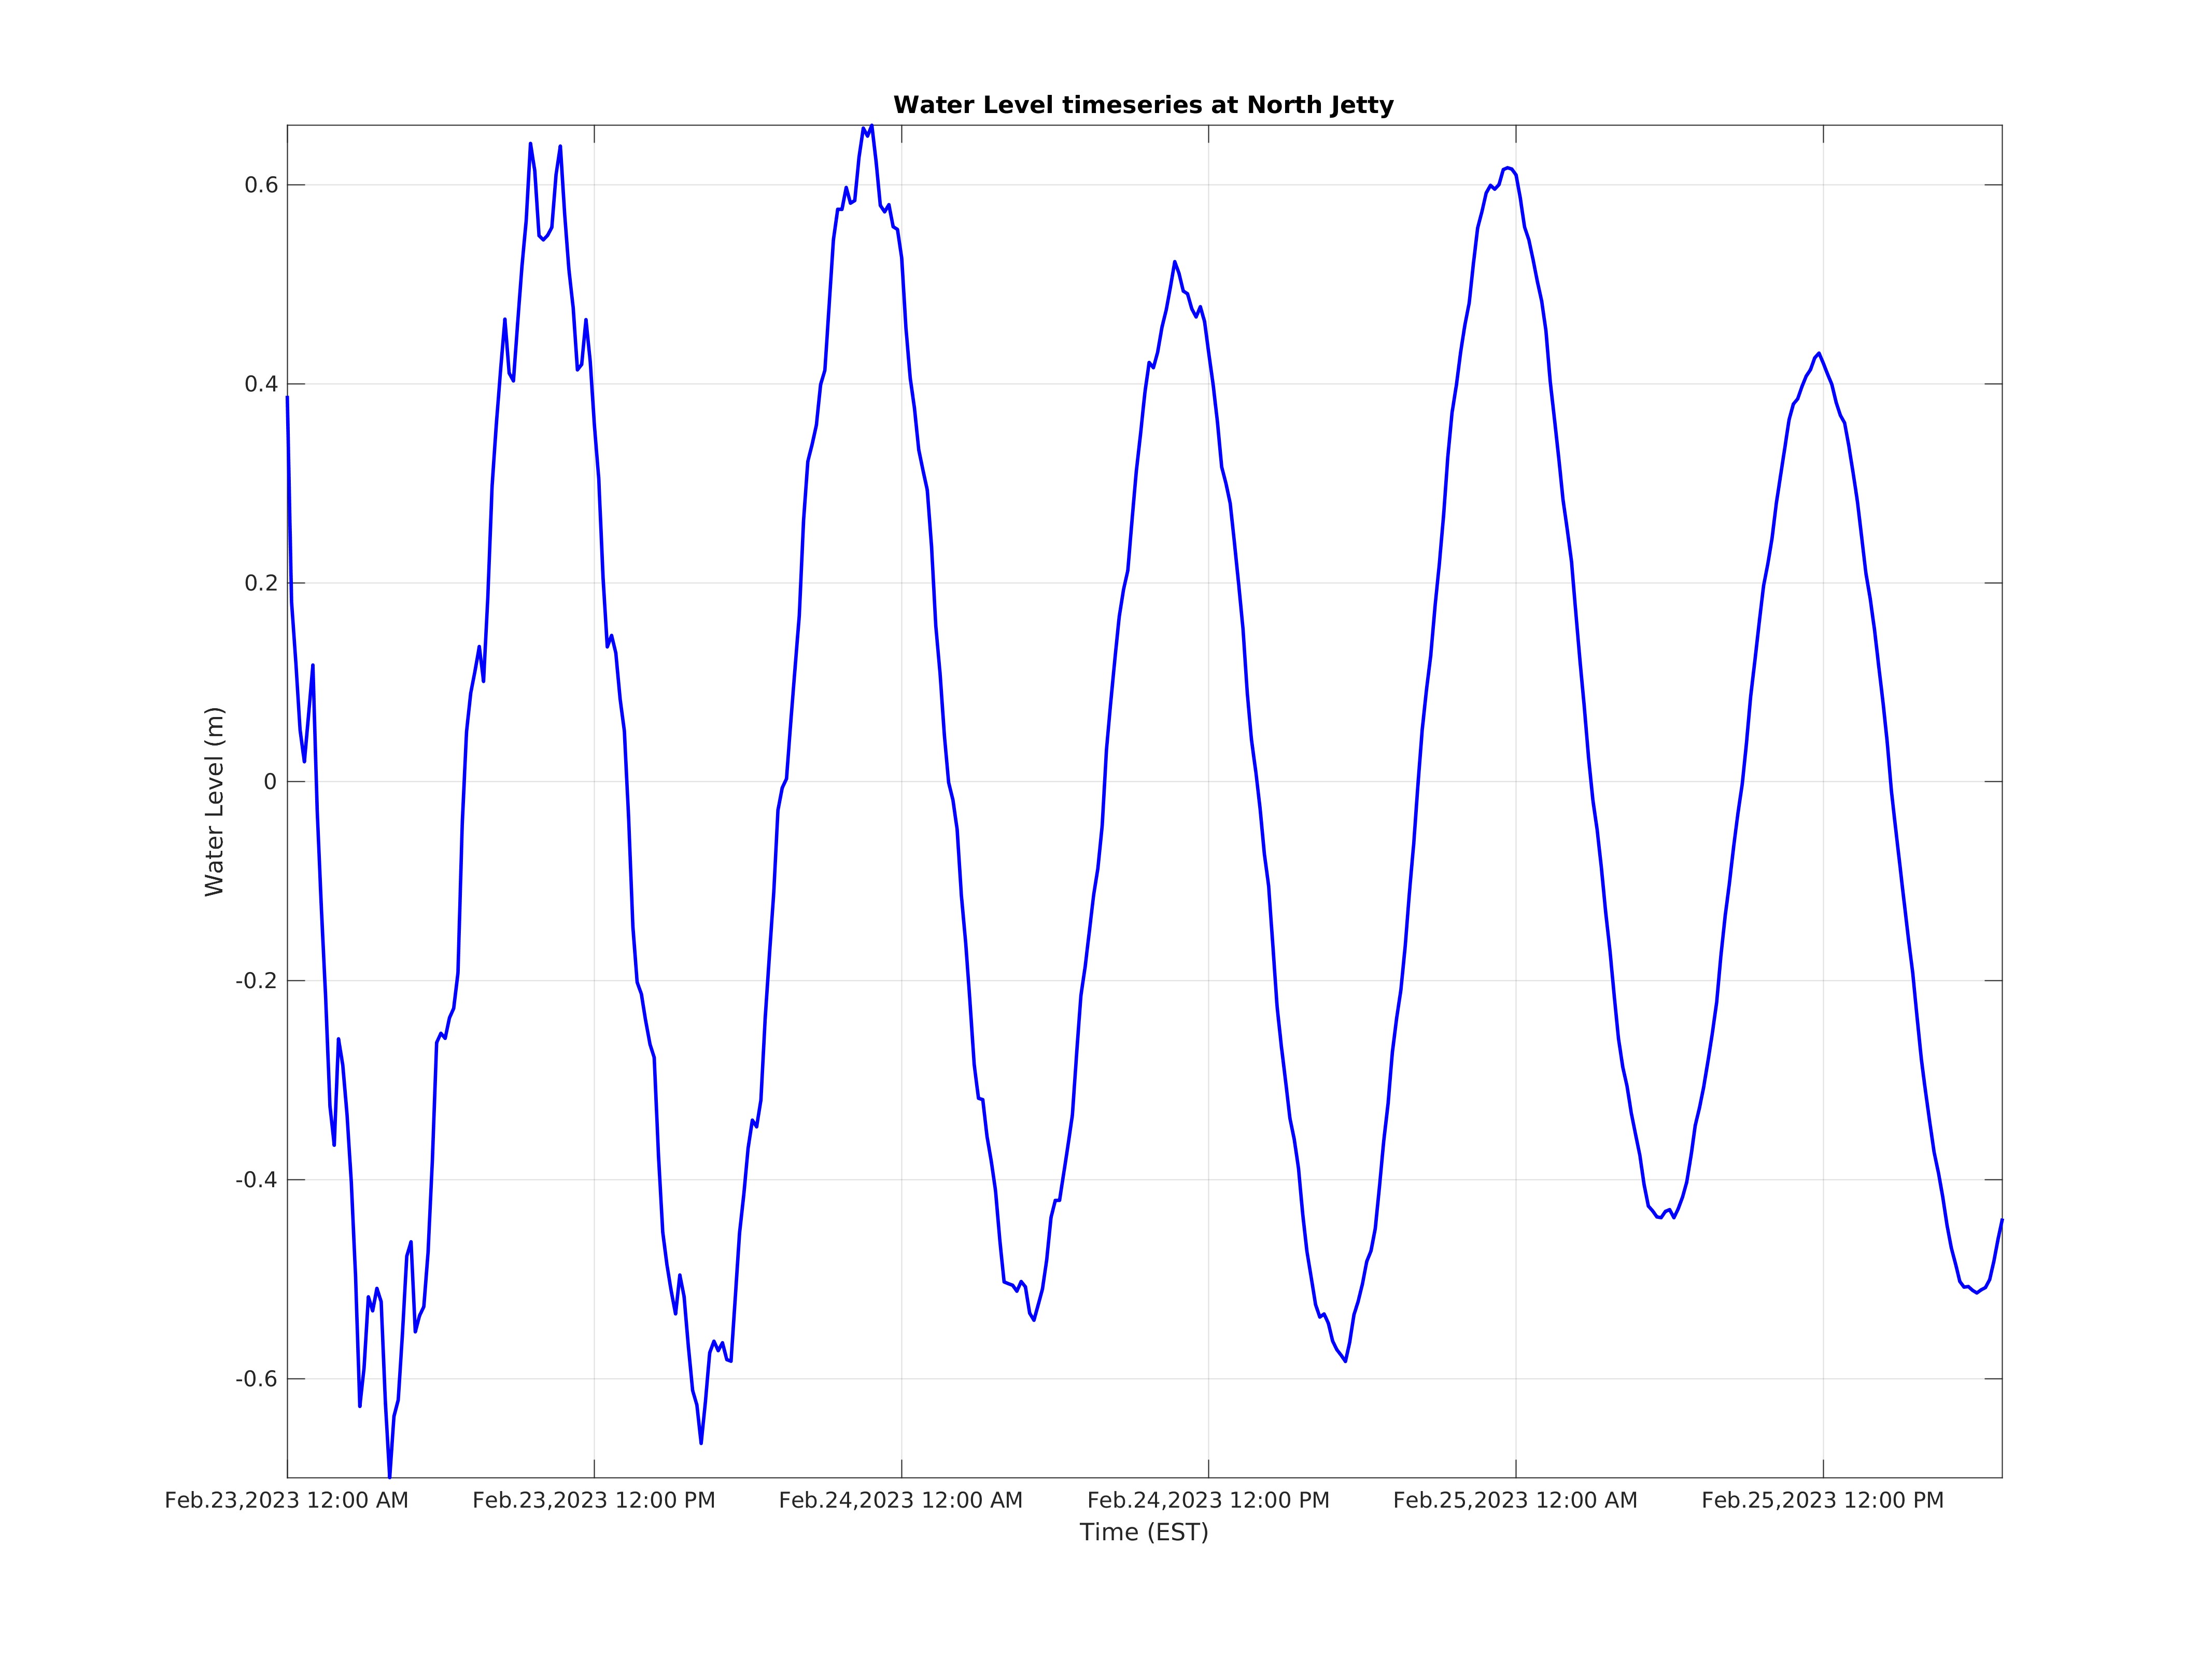 Water Level timeseries at North Jetty
0.6
0.4
0.2
0
-0.2
-0.4
-0.6
Water Level (m)
Feb.23,2023 12:00 AM
Feb.23,2023 12:00 PM
Feb.24,2023 12:00 AM
Feb.24,2023 12:00 PM
Feb.25,2023 12:00 AM
Feb.25,2023 12:00 PM
Time (EST)